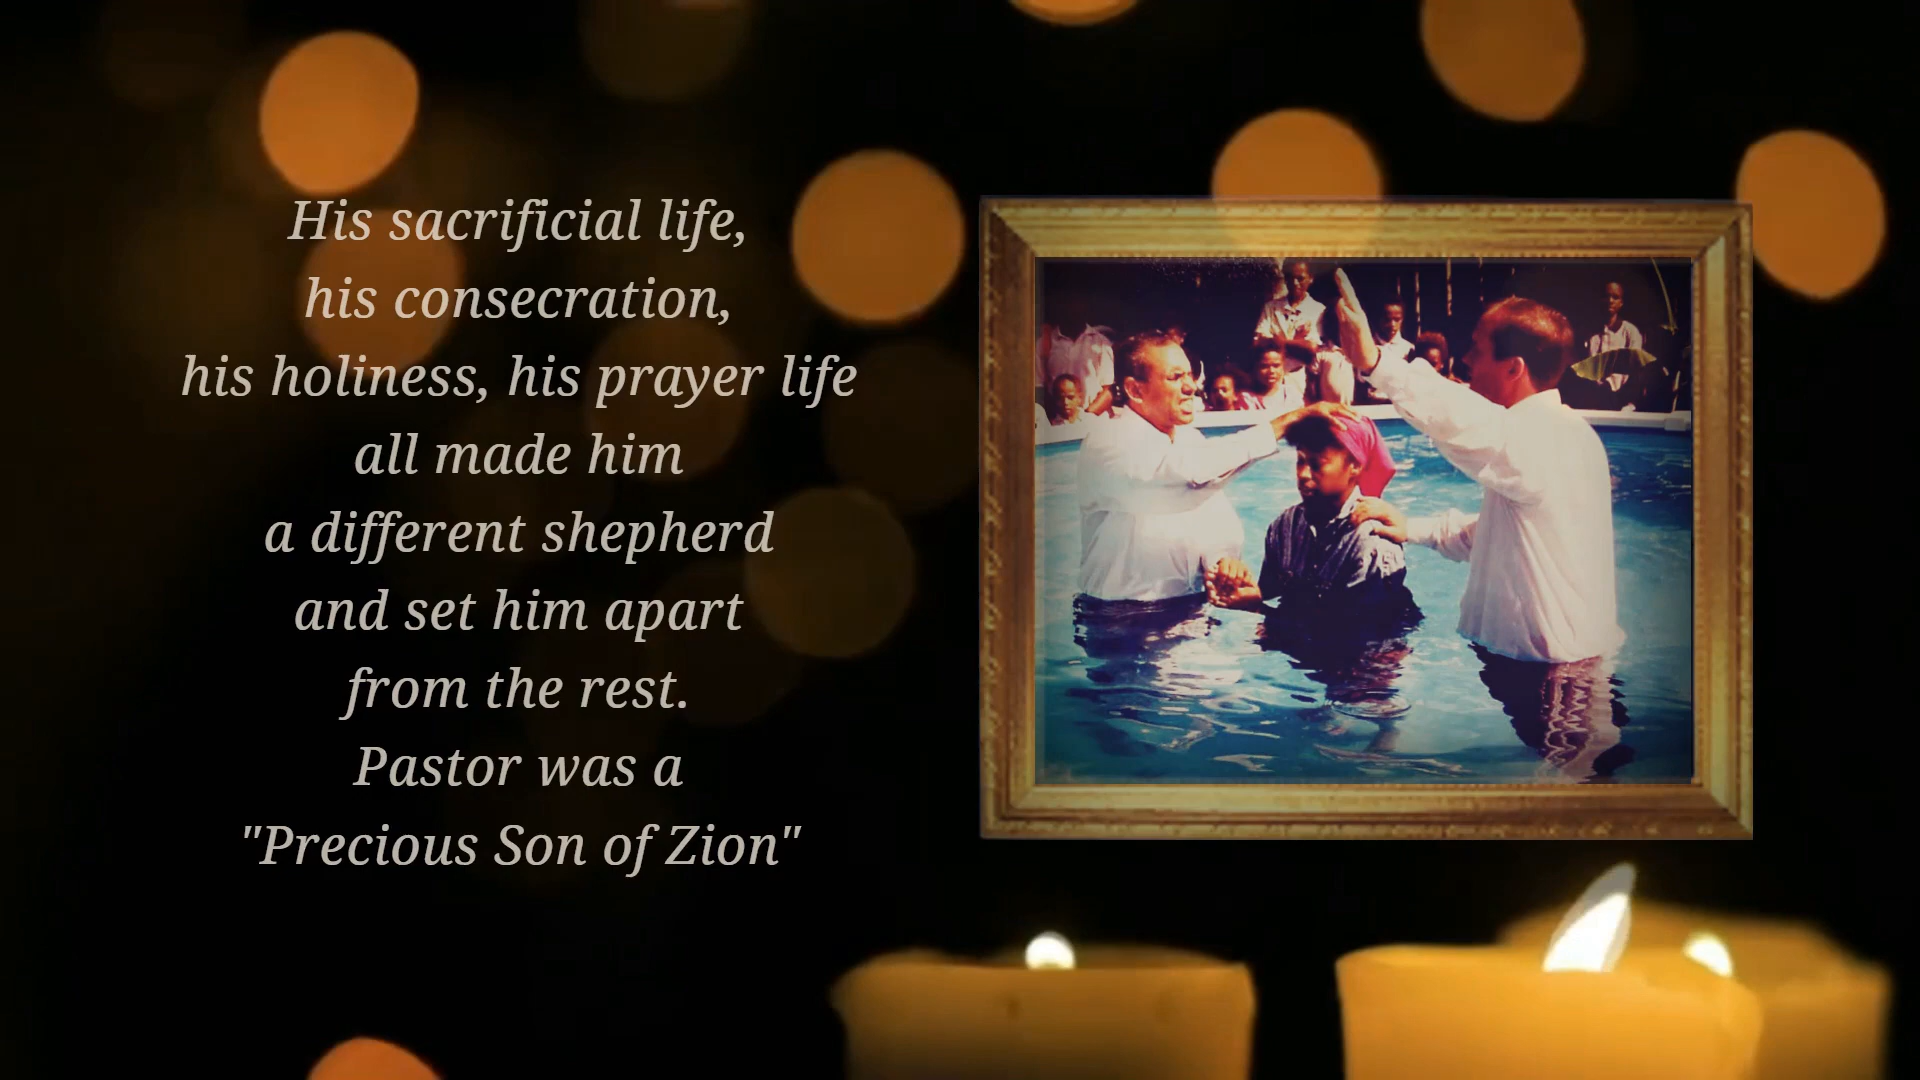 His sacrificial life,
his consecration,
his holiness, his prayer life
all made him
a different shepherd
and set him apart
from the rest.
Pastor was a
"Precious Son of Zion"